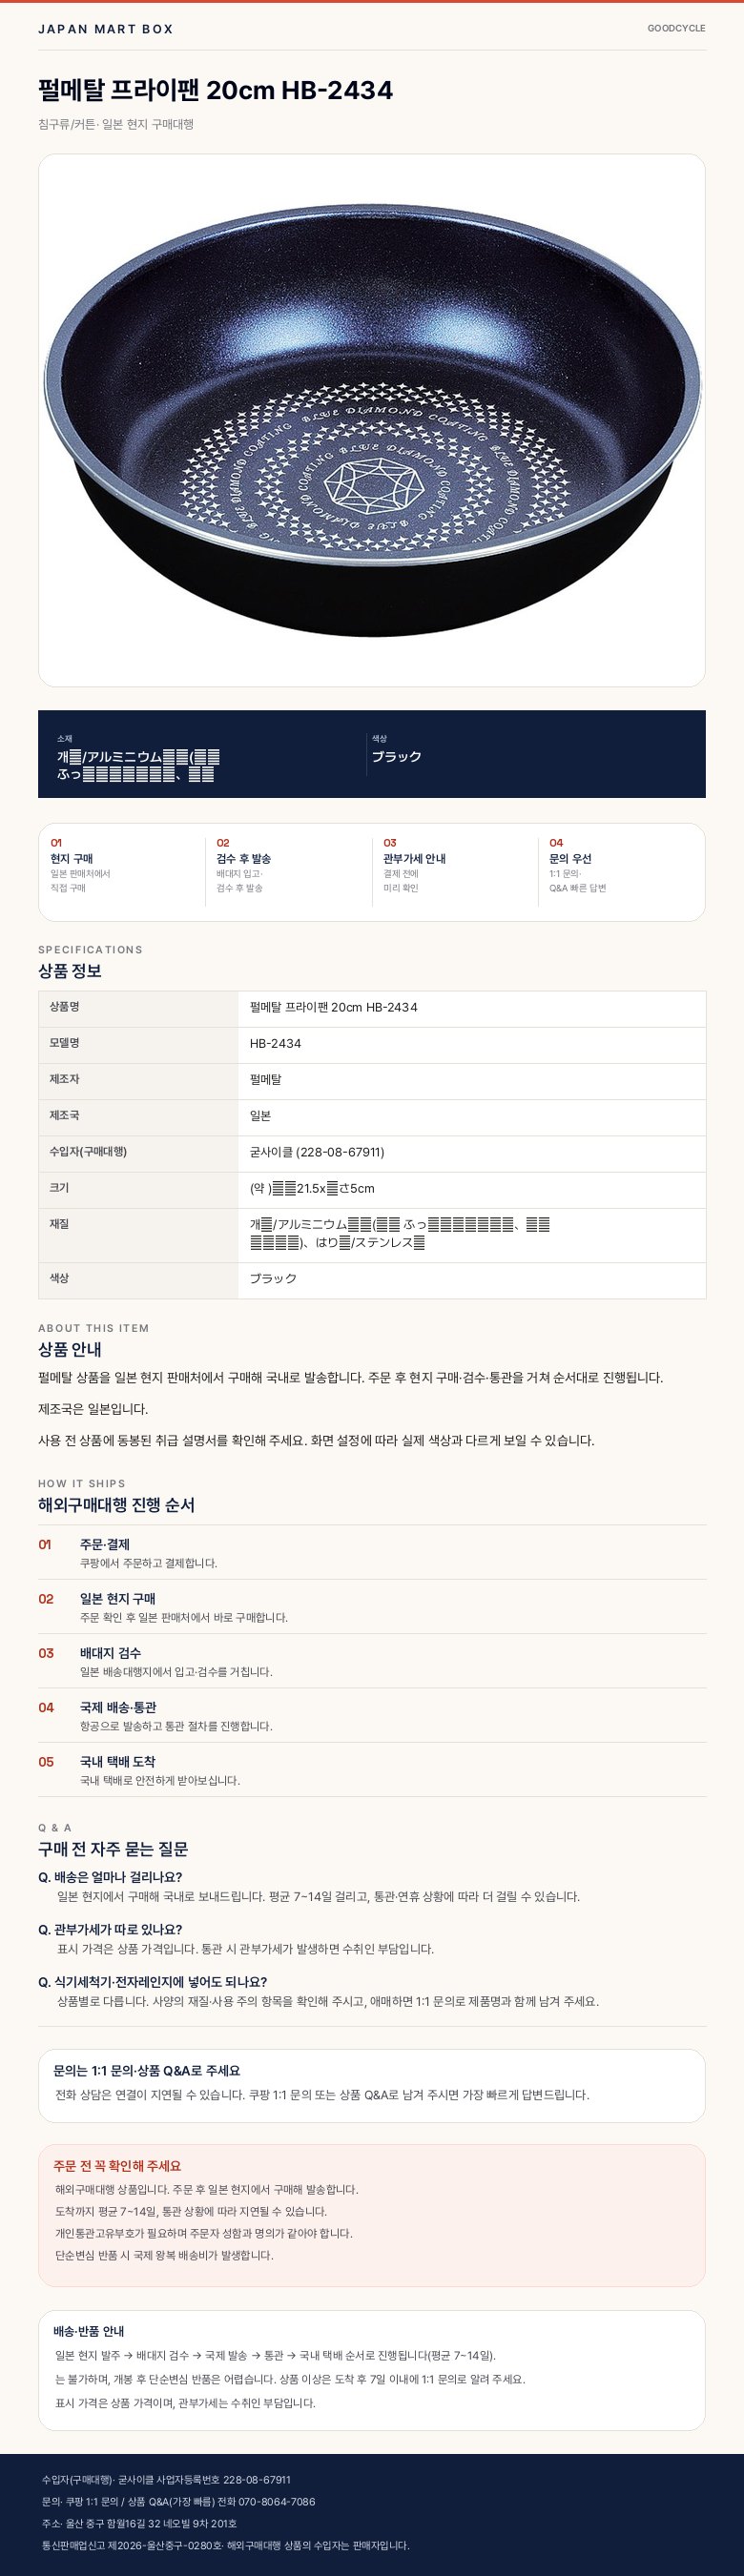 JAPAN MART BOX
GOODCYCLE
펄메탈 프라이팬 20cm HB-2434
침구류/커튼· 일본 현지 구매대행
BLUE DIAMOND COATING BLUE DIAMOND COATING
소재
개▒/アルミニウム▒▒(▒▒
ふっ▒▒▒▒▒▒▒、▒▒
색상
ブラック
01
현지 구매
일본 판매처에서
직접 구매
02
검수 후 발송
배대지 입고·
검수 후 발송
03
관부가세 안내
결제 전에
미리 확인
04
문의 우선
1:1 문의·
Q&A 빠른 답변
SPECIFICATIONS
상품 정보
상품명 펄메탈 프라이팬 20cm HB-2434
모델명 HB-2434
제조자 펄메탈
제조국 일본
수입자(구매대행) 굳사이클 (228-08-67911)
크기 (약 )▒▒21.5x▒さ5cm
재질 개▒/アルミニウム▒▒(▒▒ ふっ▒▒▒▒▒▒▒、▒▒
▒▒▒▒)、はり▒/ステンレス▒
색상 ブラック
ABOUT THIS ITEM
상품 안내
펄메탈 상품을 일본 현지 판매처에서 구매해 국내로 발송합니다. 주문 후 현지 구매·검수·통관을 거쳐 순서대로 진행됩니다.
제조국은 일본입니다.
사용 전 상품에 동봉된 취급 설명서를 확인해 주세요. 화면 설정에 따라 실제 색상과 다르게 보일 수 있습니다.
HOW IT SHIPS
해외구매대행 진행 순서
01 주문·결제
쿠팡에서 주문하고 결제합니다.
02 일본 현지 구매
주문 확인 후 일본 판매처에서 바로 구매합니다.
03 배대지 검수
일본 배송대행지에서 입고·검수를 거칩니다.
04 국제 배송·통관
항공으로 발송하고 통관 절차를 진행합니다.
05 국내 택배 도착
국내 택배로 안전하게 받아보십니다.
Q & A
구매 전 자주 묻는 질문
Q. 배송은 얼마나 걸리나요?
일본 현지에서 구매해 국내로 보내드립니다. 평균 7~14일 걸리고, 통관·연휴 상황에 따라 더 걸릴 수 있습니다.
Q. 관부가세가 따로 있나요?
표시 가격은 상품 가격입니다. 통관 시 관부가세가 발생하면 수취인 부담입니다.
Q. 식기세척기·전자레인지에 넣어도 되나요?
상품별로 다릅니다. 사양의 재질·사용 주의 항목을 확인해 주시고, 애매하면 1:1 문의로 제품명과 함께 남겨 주세요.
문의는 1:1 문의·상품 Q&A로 주세요
전화 상담은 연결이 지연될 수 있습니다. 쿠팡 1:1 문의 또는 상품 Q&A로 남겨 주시면 가장 빠르게 답변드립니다.
주문 전 꼭 확인해 주세요
해외구매대행 상품입니다. 주문 후 일본 현지에서 구매해 발송합니다.
도착까지 평균 7~14일, 통관 상황에 따라 지연될 수 있습니다.
개인통관고유부호가 필요하며 주문자 성함과 명의가 같아야 합니다.
단순변심 반품 시 국제 왕복 배송비가 발생합니다.
배송·반품 안내
일본 현지 발주 → 배대지 검수 → 국제 발송 → 통관 → 국내 택배 순서로 진행됩니다(평균 7~14일).
는 불가하며, 개봉 후 단순변심 반품은 어렵습니다. 상품 이상은 도착 후 7일 이내에 1:1 문의로 알려 주세요.
표시 가격은 상품 가격이며, 관부가세는 수취인 부담입니다.
수입자(구매대행)· 굳사이클 사업자등록번호 228-08-67911
문의· 쿠팡 1:1 문의 / 상품 Q&A(가장 빠름) 전화 070-8064-7086
주소· 울산 중구 함월16길 32 네오빌 9차 201호
통신판매업신고 제2026-울산중구-0280호· 해외구매대행 상품의 수입자는 판매자입니다.